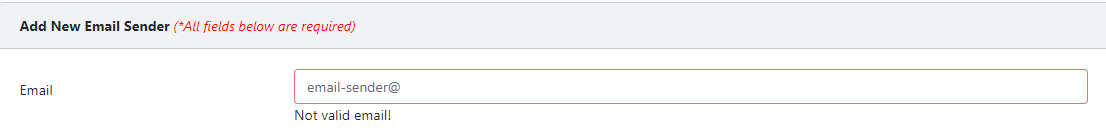 Add New Email Sender (*All fields below are required)
Email
email-sender@
Not valid email!